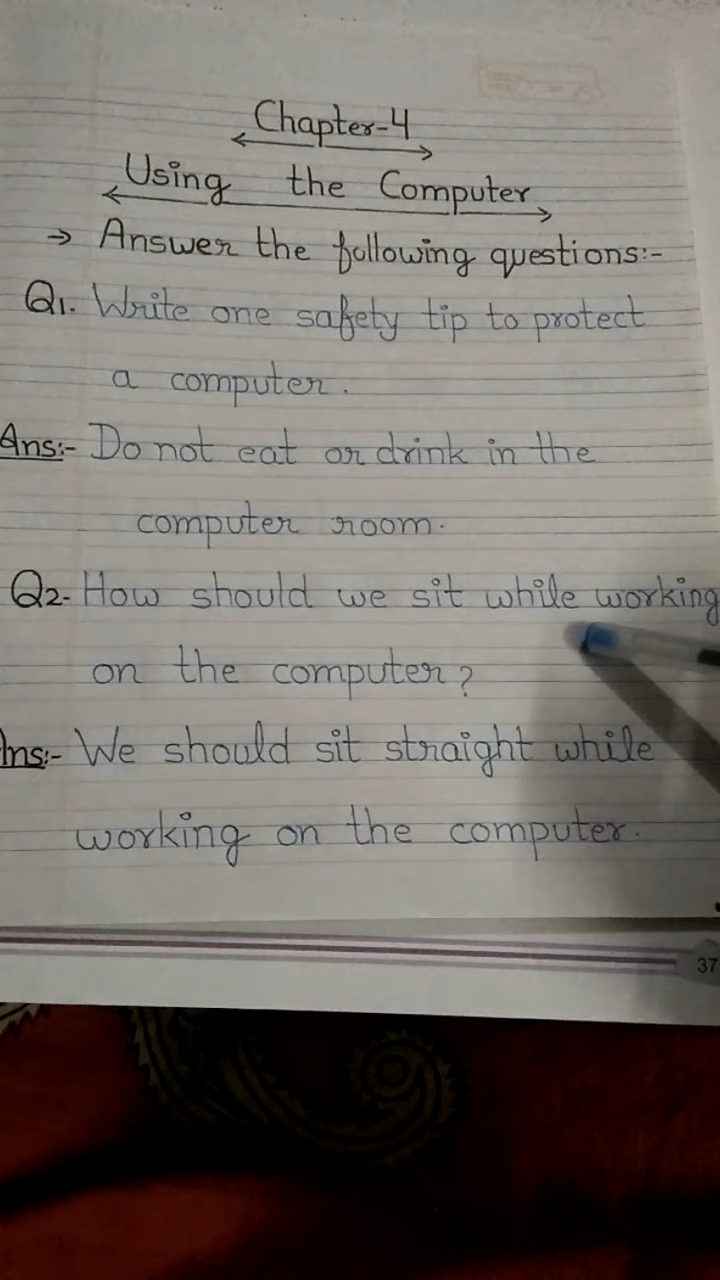 Chapter-4
Using the Computer
→ Answer the following questions:-
Q1. Write one safety tip to protect
a computer.
Ans:- Do not eat or drink in the
computer room.
Q2- How should we sit while working
on the computer?
Ans:- We should sit straight while
working on the computer.
37